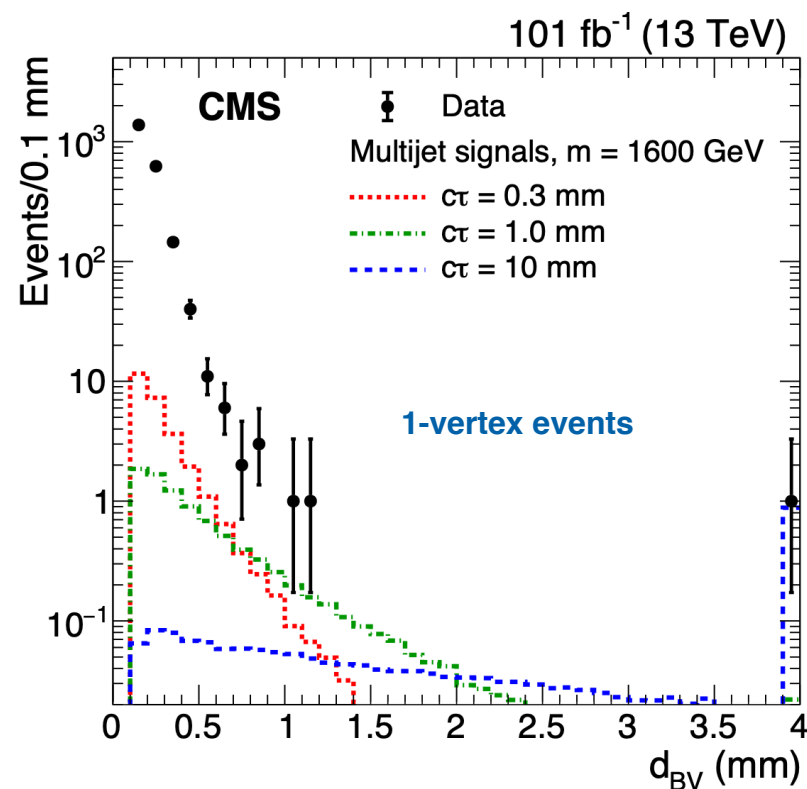 101 fb⁻¹ (13 TeV)
Events/0.1 mm
CMS
Data
Multijet signals, m = 1600 GeV
cτ = 0.3 mm
cτ = 1.0 mm
cτ = 10 mm
10³
10²
10
1
10⁻¹
1-vertex events
0 0.5 1 1.5 2 2.5 3 3.5 4
d_BV (mm)